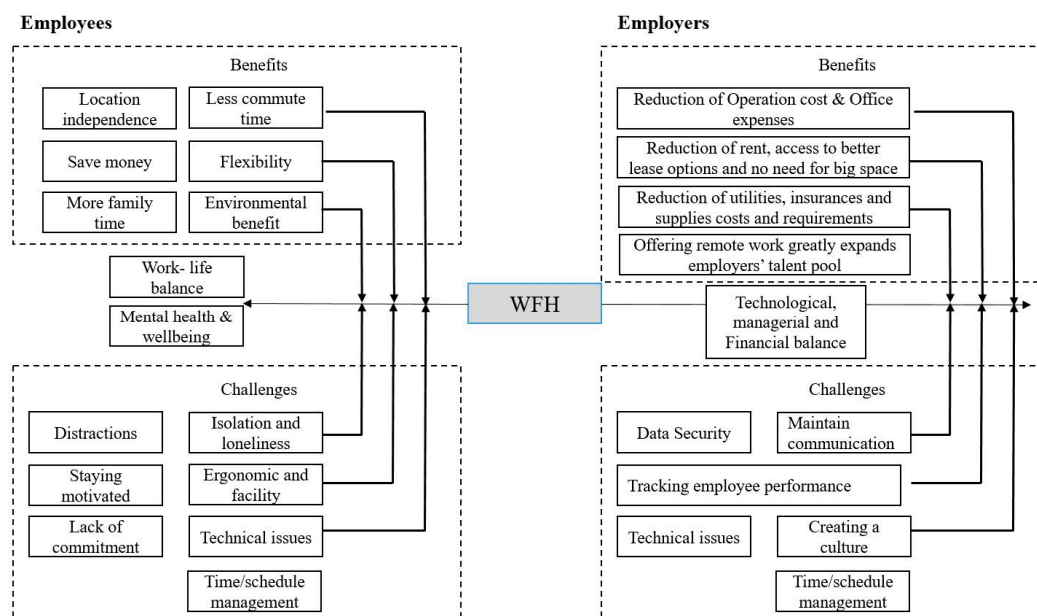 Employees
Benefits
Location
independence
Less commute
time
Save money
Flexibility
More family
time
Environmental
benefit
Work- life
balance
Mental health &
wellbeing
Challenges
Distractions
Isolation and
loneliness
Staying
motivated
Ergonomic and
facility
Lack of
commitment
Technical issues
Time/schedule
management
WFH
Employers
Benefits
Reduction of Operation cost & Office
expenses
Reduction of rent, access to better
lease options and no need for big space
Reduction of utilities, insurances and
supplies costs and requirements
Offering remote work greatly expands
employers’ talent pool
Technological,
managerial and
Financial balance
Challenges
Data Security
Maintain
communication
Tracking employee performance
Technical issues
Creating a
culture
Time/schedule
management